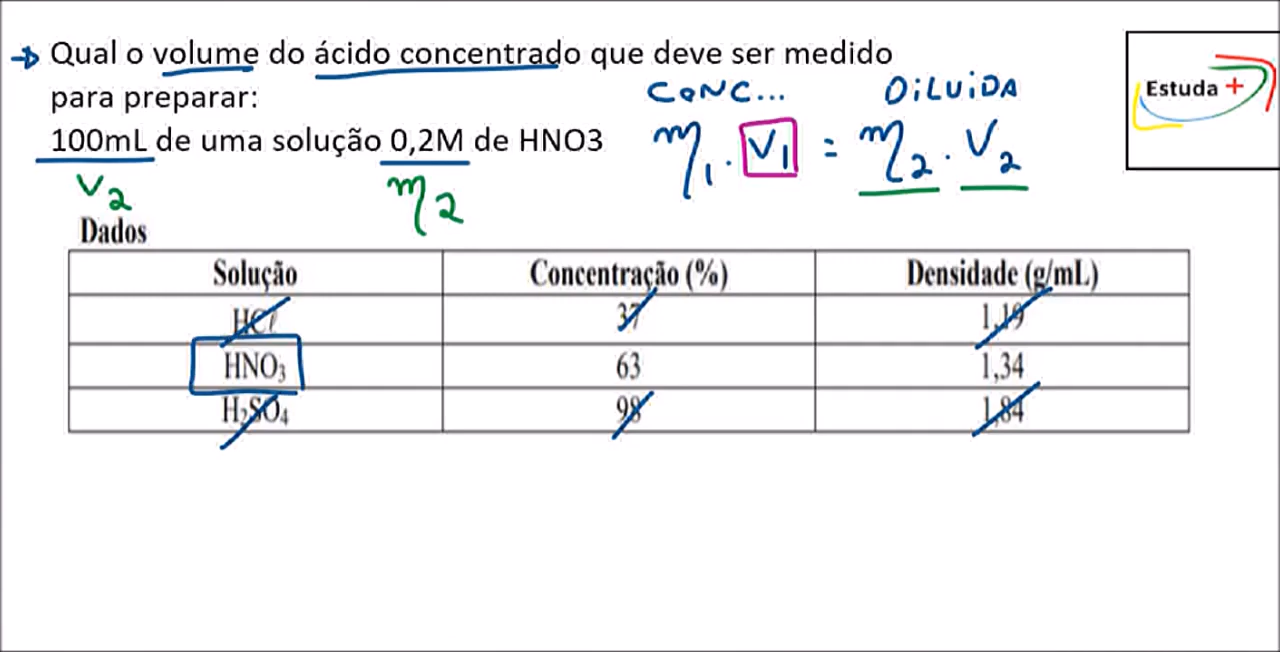 Qual o volume do ácido concentrado que deve ser medido
para preparar:
100mL de uma solução 0,2M de HNO3
V2
m2
CONC...
DILUIDA
m1 . V1 = m2 . V2
Estuda +
Dados
Solução Concentração (%) Densidade (g/mL)
HCl 37 1,19
HNO₃ 63 1,34
H₂SO₄ 98 1,84